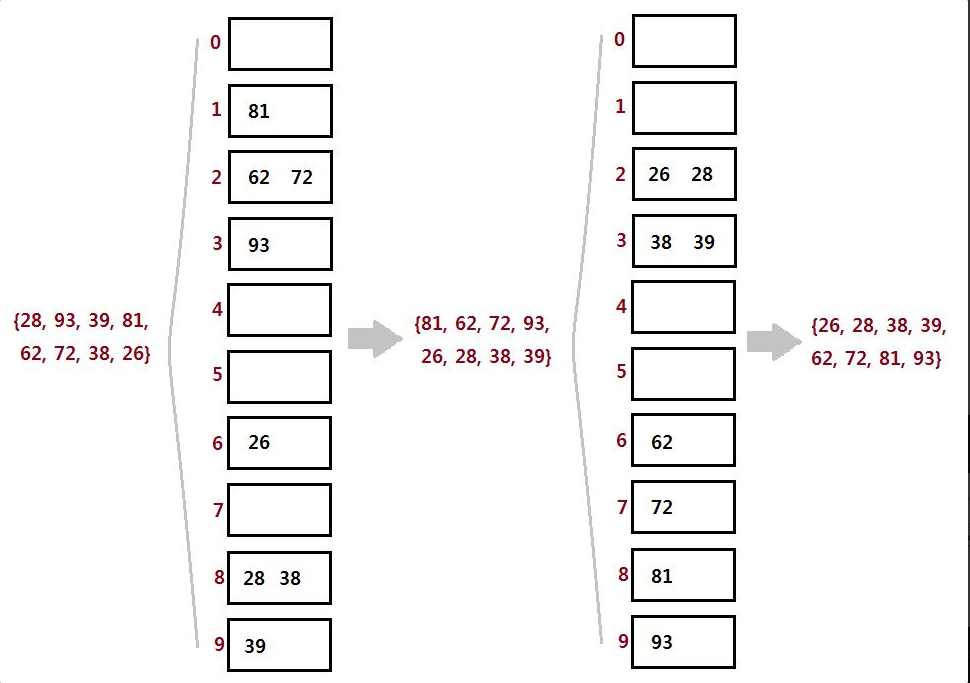 {28, 93, 39, 81,
62, 72, 38, 26}
0
1 81
2 62 72
3 93
4
5
6 26
7
8 28 38
9 39
{81, 62, 72, 93,
26, 28, 38, 39}
0
1
2 26 28
3 38 39
4
5
6 62
7 72
8 81
9 93
{26, 28, 38, 39,
62, 72, 81, 93}